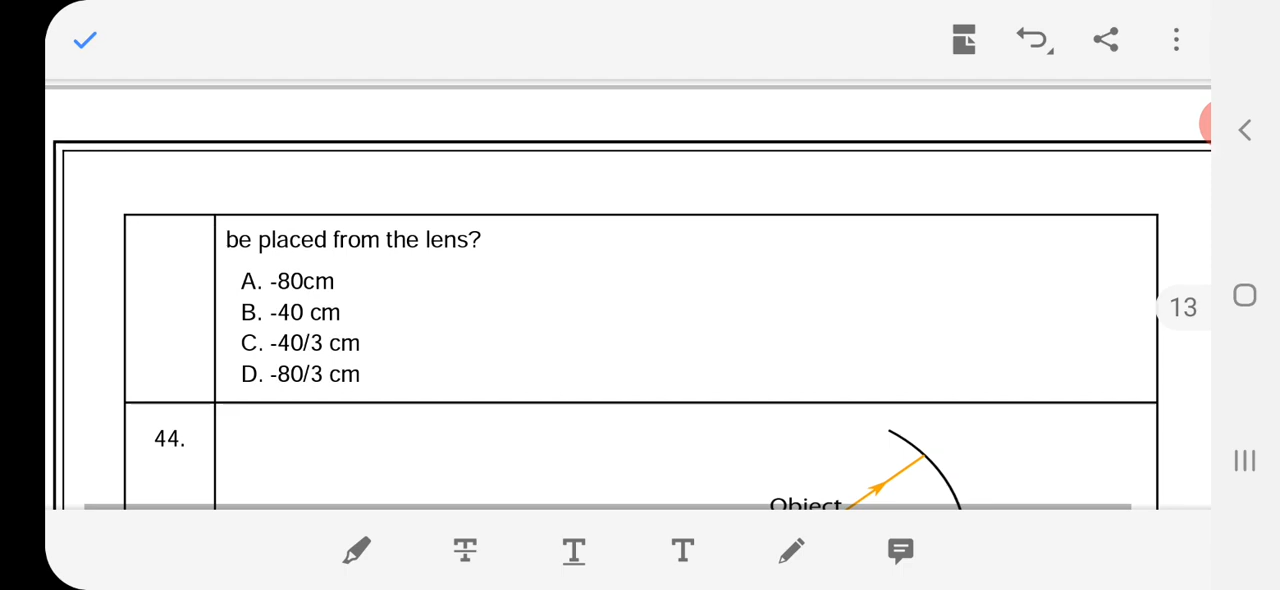 be placed from the lens?
A. -80cm
B. -40 cm
C. -40/3 cm
D. -80/3 cm
13
44.
Object